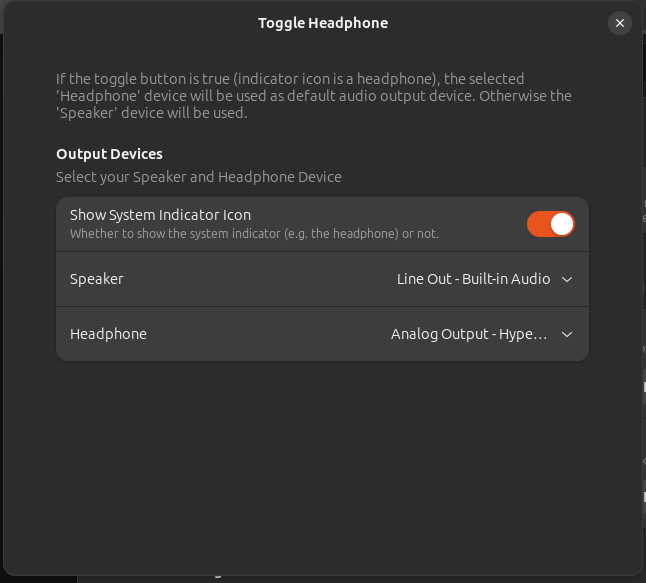 Toggle Headphone
If the toggle button is true (indicator icon is a headphone), the selected
'Headphone' device will be used as default audio output device. Otherwise the
'Speaker' device will be used.
Output Devices
Select your Speaker and Headphone Device
Show System Indicator Icon
Whether to show the system indicator (e.g. the headphone) or not.
Speaker
Line Out - Built-in Audio
Headphone
Analog Output - Hype...